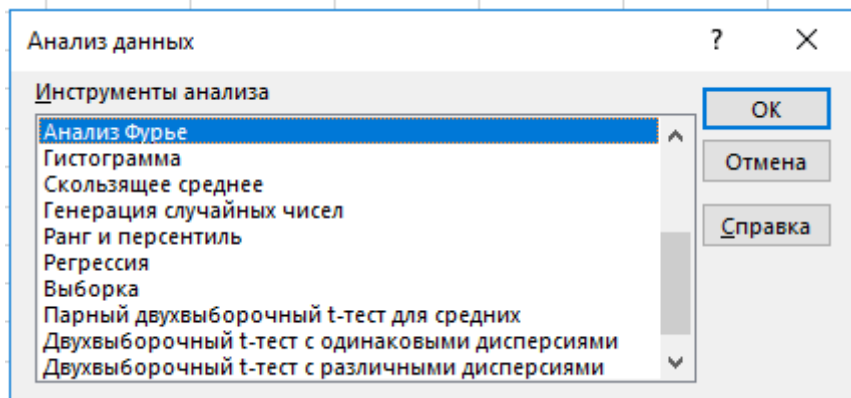 Анализ данных
?
Инструменты анализа
Анализ Фурье
Гистограмма
Скользящее среднее
Генерация случайных чисел
Ранг и персентиль
Регрессия
Выборка
Парный двухвыборочный t-тест для средних
Двухвыборочный t-тест с одинаковыми дисперсиями
Двухвыборочный t-тест с различными дисперсиями
ОК
Отмена
Справка